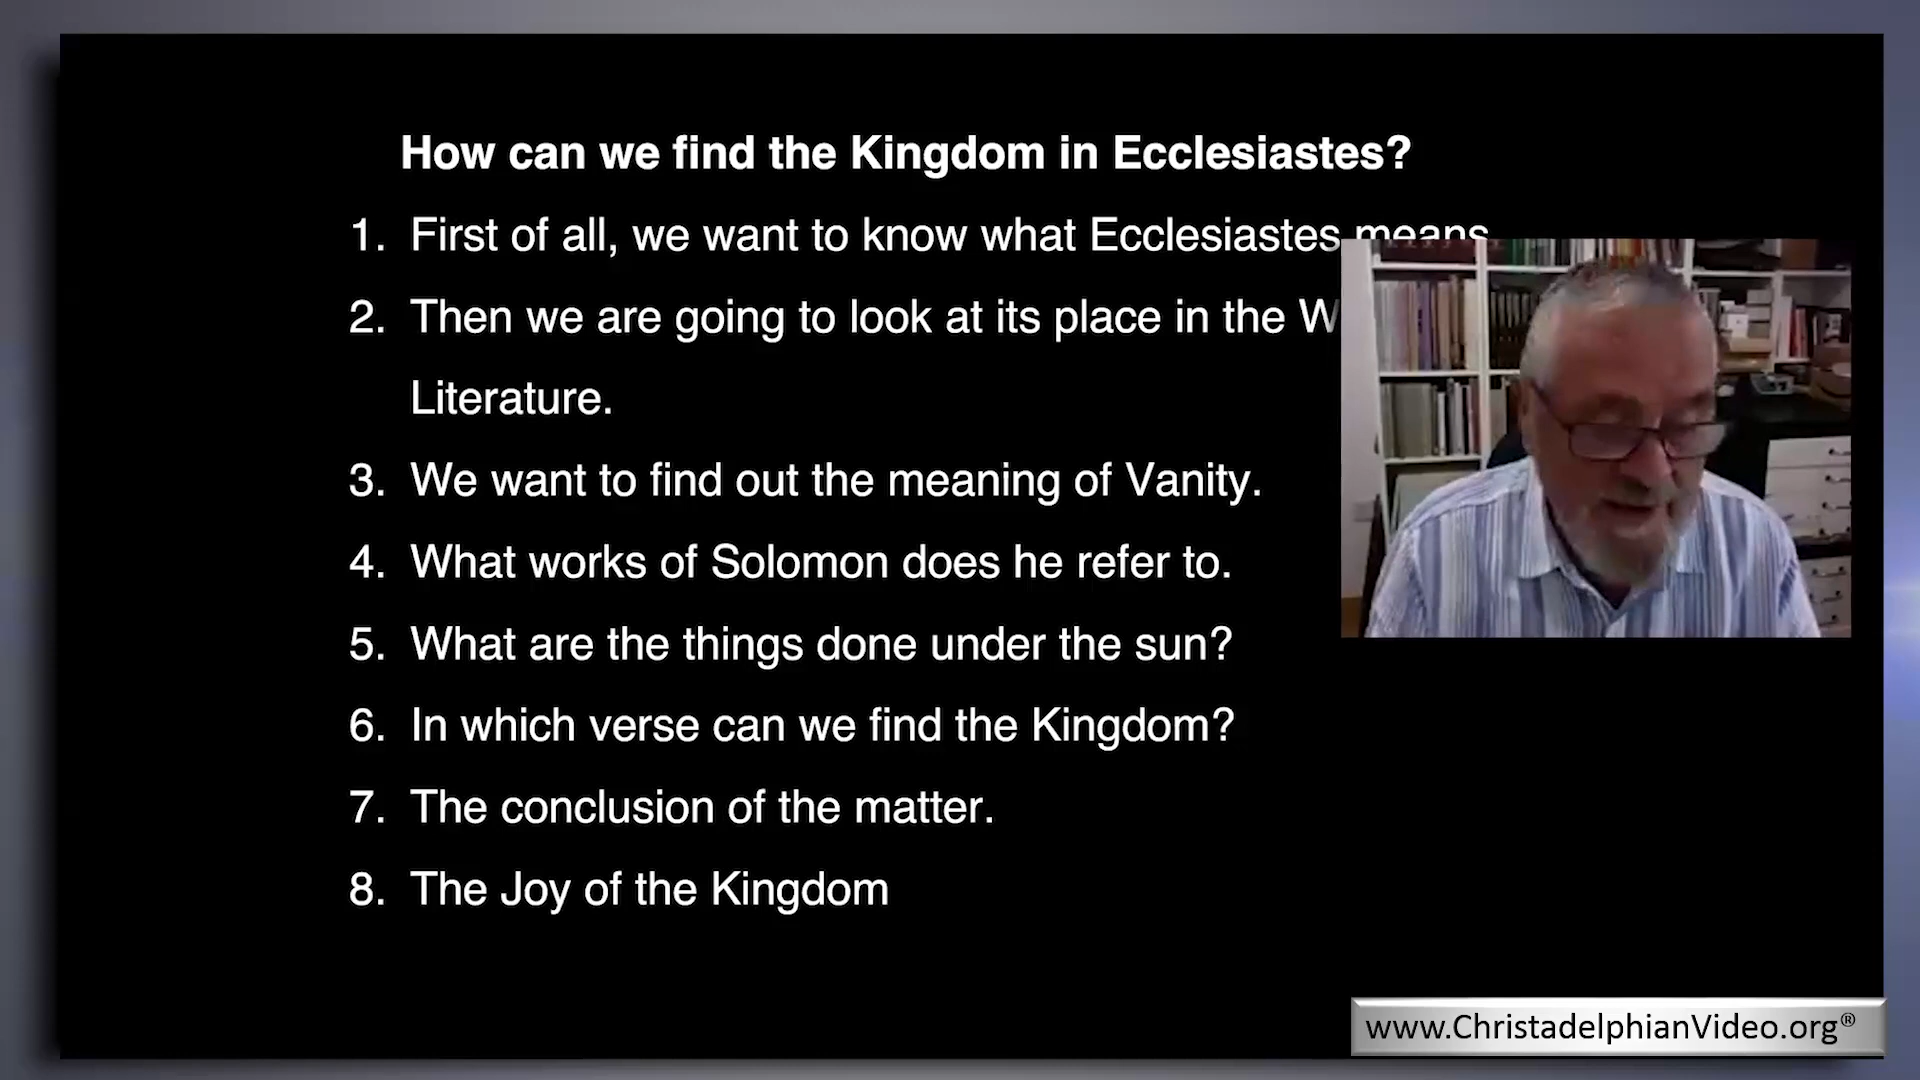 How can we find the Kingdom in Ecclesiastes?
1. First of all, we want to know what Ecclesiastes means
2. Then we are going to look at its place in the
Literature.
3. We want to find out the meaning of Vanity.
4. What works of Solomon does he refer to.
5. What are the things done under the sun?
6. In which verse can we find the Kingdom?
7. The conclusion of the matter.
8. The Joy of the Kingdom
www.ChristadelphianVideo.org®